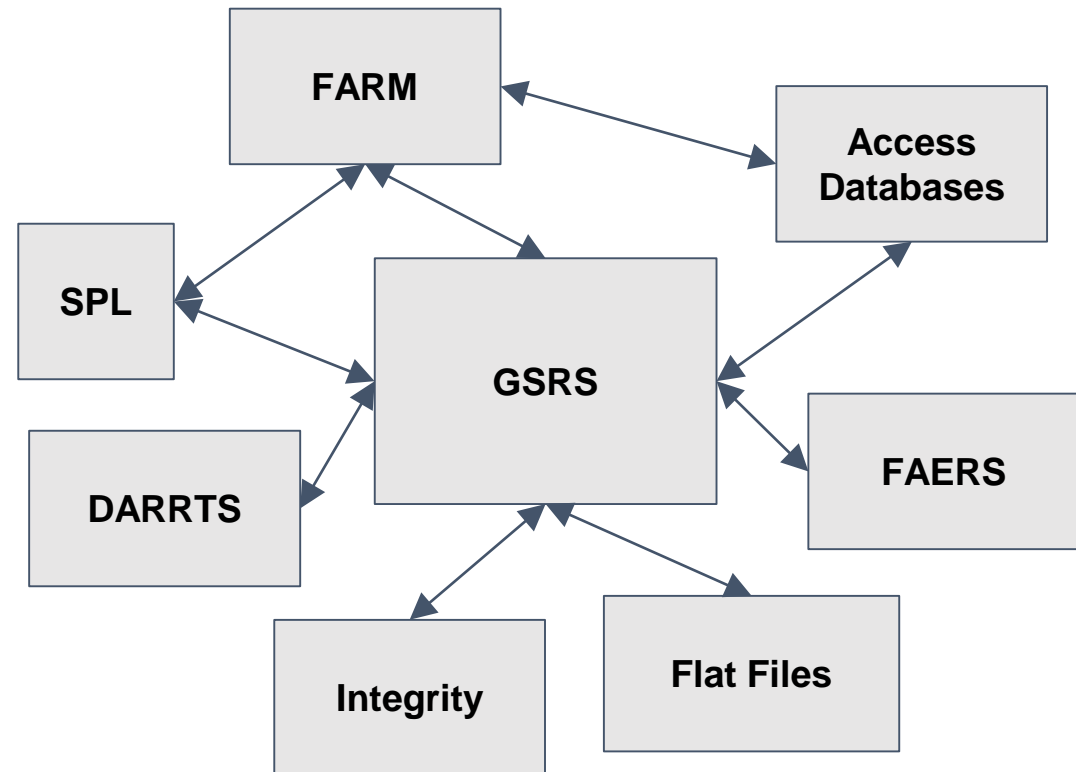 FARM
Access
Databases
SPL
GSRS
FAERS
DARRTS
Flat Files
Integrity